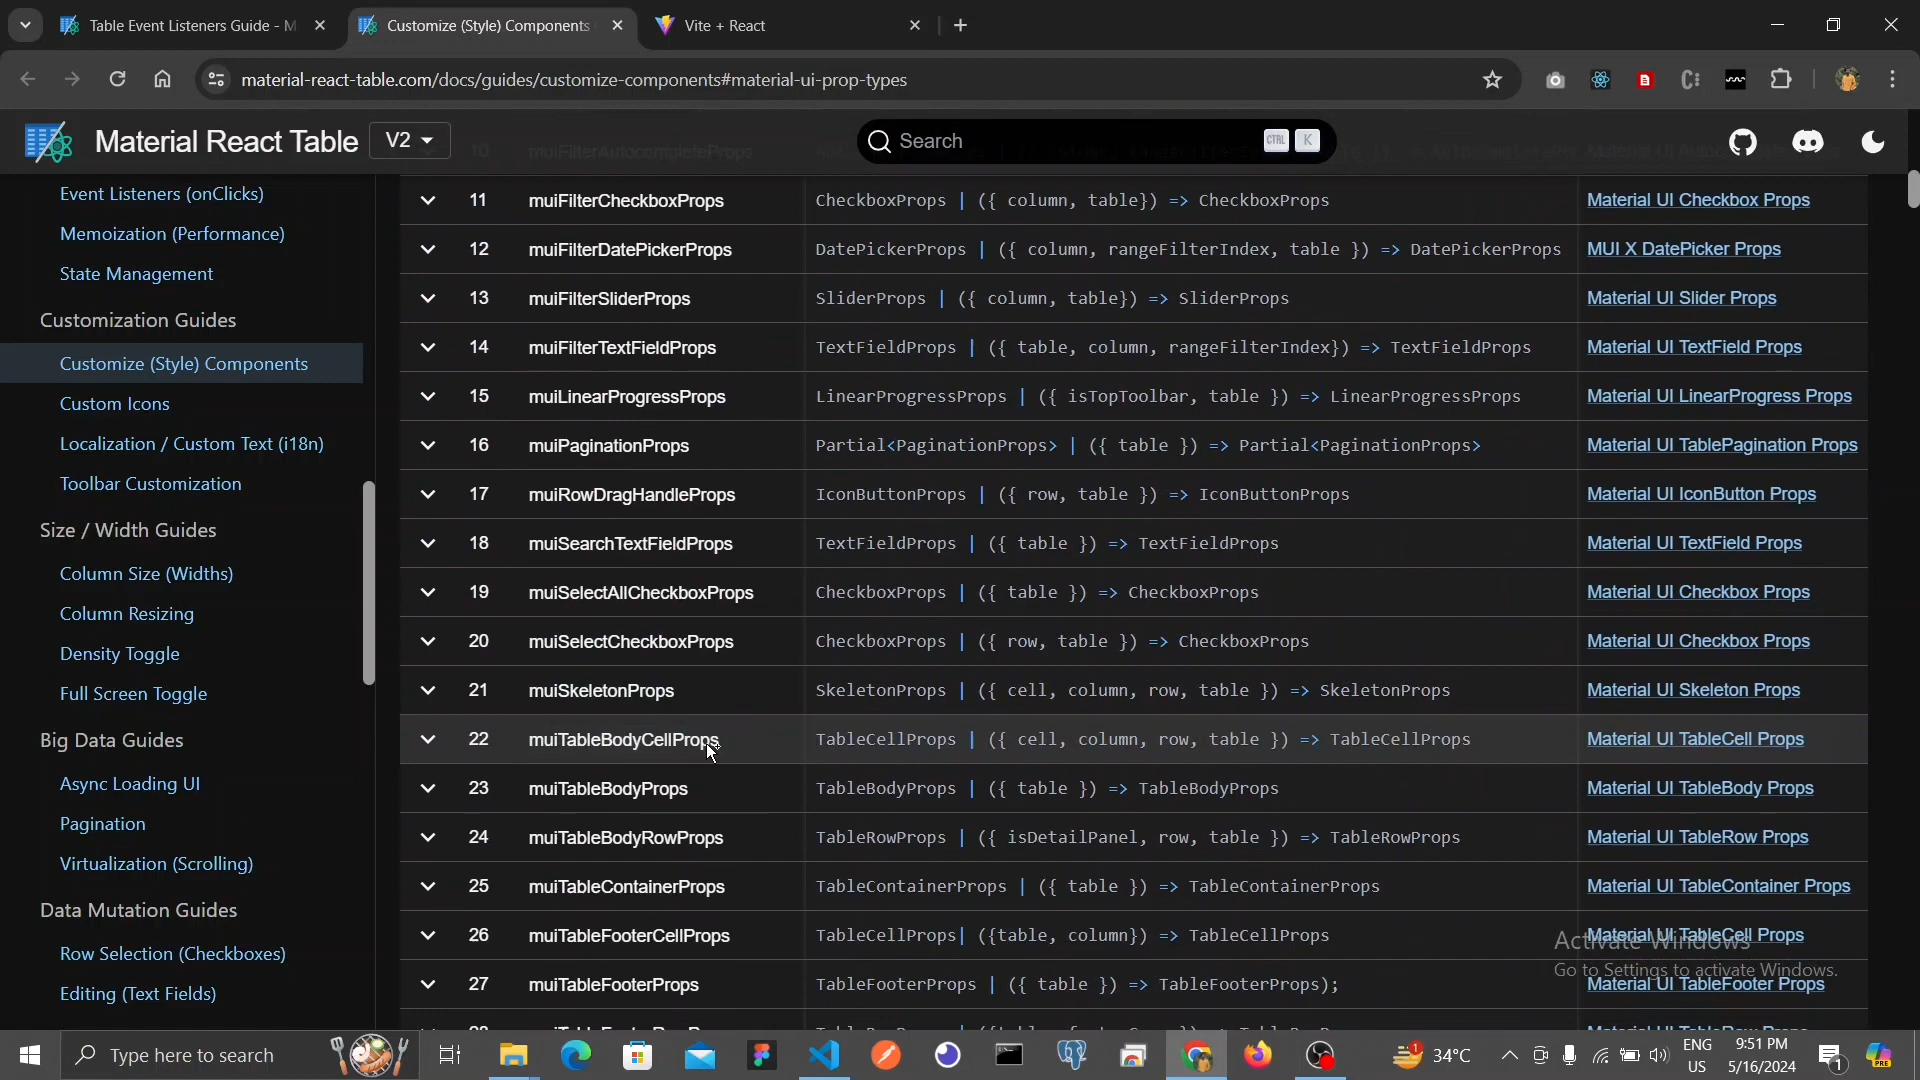 Table Event Listeners Guide - M
Customize (Style) Components
Vite + React
material-react-table.com/docs/guides/customize-components#material-ui-prop-types
Material React Table
V2
Search
CTRL
K
Event Listeners (onClicks)
Memoization (Performance)
State Management
Customization Guides
Customize (Style) Components
Custom Icons
Localization / Custom Text (i18n)
Toolbar Customization
Size / Width Guides
Column Size (Widths)
Column Resizing
Density Toggle
Full Screen Toggle
Big Data Guides
Async Loading UI
Pagination
Virtualization (Scrolling)
Data Mutation Guides
Row Selection (Checkboxes)
Editing (Text Fields)
10 muiFilterAutocompleteProps
11 muiFilterCheckboxProps CheckboxProps | ({ column, table}) => CheckboxProps Material UI Checkbox Props
12 muiFilterDatePickerProps DatePickerProps | ({ column, rangeFilterIndex, table }) => DatePickerProps MUI X DatePicker Props
13 muiFilterSliderProps SliderProps | ({ column, table}) => SliderProps Material UI Slider Props
14 muiFilterTextFieldProps TextFieldProps | ({ table, column, rangeFilterIndex}) => TextFieldProps Material UI TextField Props
15 muiLinearProgressProps LinearProgressProps | ({ isTopToolbar, table }) => LinearProgressProps Material UI LinearProgress Props
16 muiPaginationProps Partial<PaginationProps> | ({ table }) => Partial<PaginationProps> Material UI TablePagination Props
17 muiRowDragHandleProps IconButtonProps | ({ row, table }) => IconButtonProps Material UI IconButton Props
18 muiSearchTextFieldProps TextFieldProps | ({ table }) => TextFieldProps Material UI TextField Props
19 muiSelectAllCheckboxProps CheckboxProps | ({ table }) => CheckboxProps Material UI Checkbox Props
20 muiSelectCheckboxProps CheckboxProps | ({ row, table }) => CheckboxProps Material UI Checkbox Props
21 muiSkeletonProps SkeletonProps | ({ cell, column, row, table }) => SkeletonProps Material UI Skeleton Props
22 muiTableBodyCellProps TableCellProps | ({ cell, column, row, table }) => TableCellProps Material UI TableCell Props
23 muiTableBodyProps TableBodyProps | ({ table }) => TableBodyProps Material UI TableBody Props
24 muiTableBodyRowProps TableRowProps | ({ isDetailPanel, row, table }) => TableRowProps Material UI TableRow Props
25 muiTableContainerProps TableContainerProps | ({ table }) => TableContainerProps Material UI TableContainer Props
26 muiTableFooterCellProps TableCellProps| ({table, column}) => TableCellProps Material UI TableCell Props
27 muiTableFooterProps TableFooterProps | ({ table }) => TableFooterProps); Material UI TableFooter Props
Activate Windows
Go to Settings to activate Windows.
Type here to search
34°C
ENG
US
9:51 PM
5/16/2024
1
1
PRE